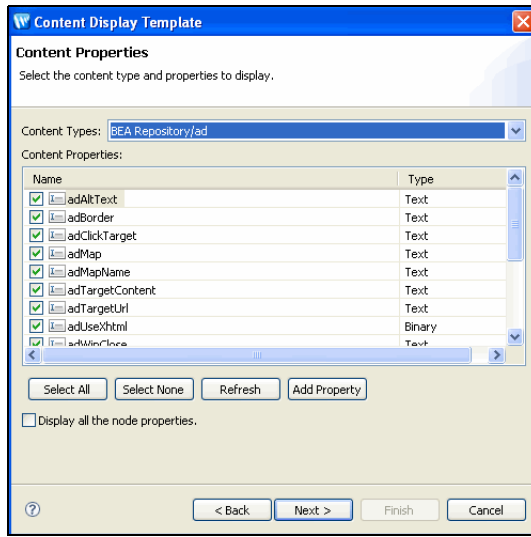 Content Display Template
Content Properties
Select the content type and properties to display.
Content Types: BEA Repository/ad
Content Properties:
Name Type
adAltText Text
adBorder Text
adClickTarget Text
adMap Text
adMapName Text
adTargetContent Text
adTargetUrl Text
adUseXhtml Binary
adWinClose Text
Select All Select None Refresh Add Property
Display all the node properties.
< Back Next > Finish Cancel